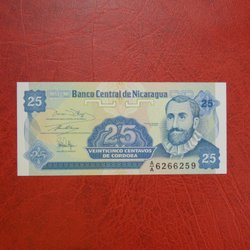 Banco Central de Nicaragua
25
25
25
VEINTICINCO CENTAVOS
DE CORDOBA
A/A 6266259
25